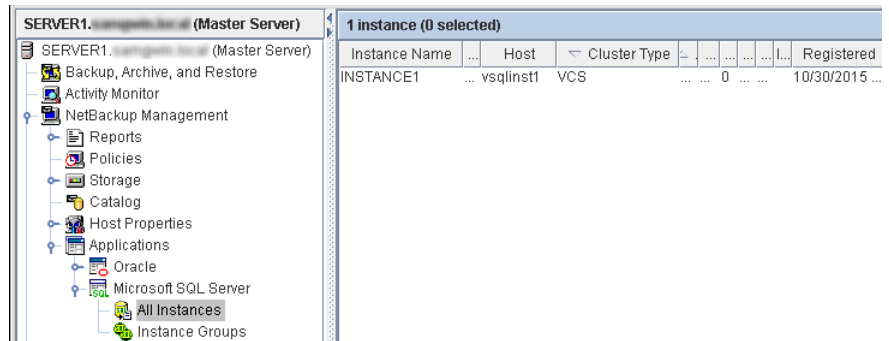 SERVER1. (Master Server)
1 instance (0 selected)
SERVER1. (Master Server)
Backup, Archive, and Restore
Activity Monitor
NetBackup Management
Reports
Policies
Storage
Catalog
Host Properties
Applications
Oracle
Microsoft SQL Server
All Instances
Instance Groups
Instance Name ... Host Cluster Type . ... ... ... ... I... Registered
INSTANCE1 ... vsqlinst1 VCS ... ... 0 ... ... 10/30/2015 ...